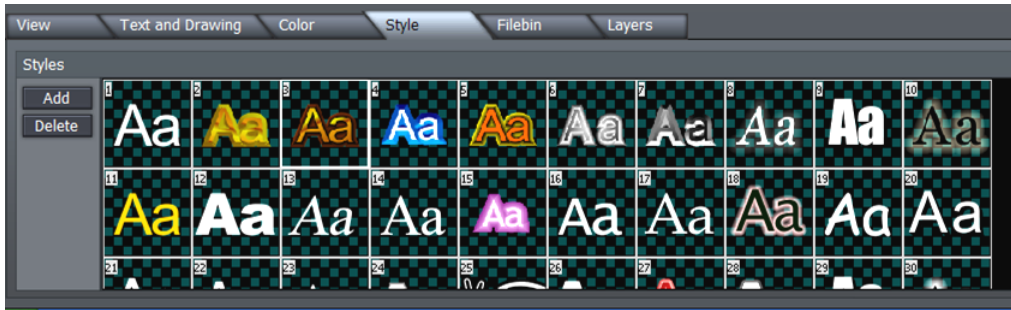 View Text and Drawing Color Style Filebin Layers
Styles
Add
Delete
1 2 3 4 5 6 7 8 9 10
Aa Aa Aa Aa Aa Aa Aa Aa Aa Aa
11 12 13 14 15 16 17 18 19 20
Aa Aa Aa Aa Aa Aa Aa Aa Aa Aa
21 22 23 24 25 26 27 28 29 30